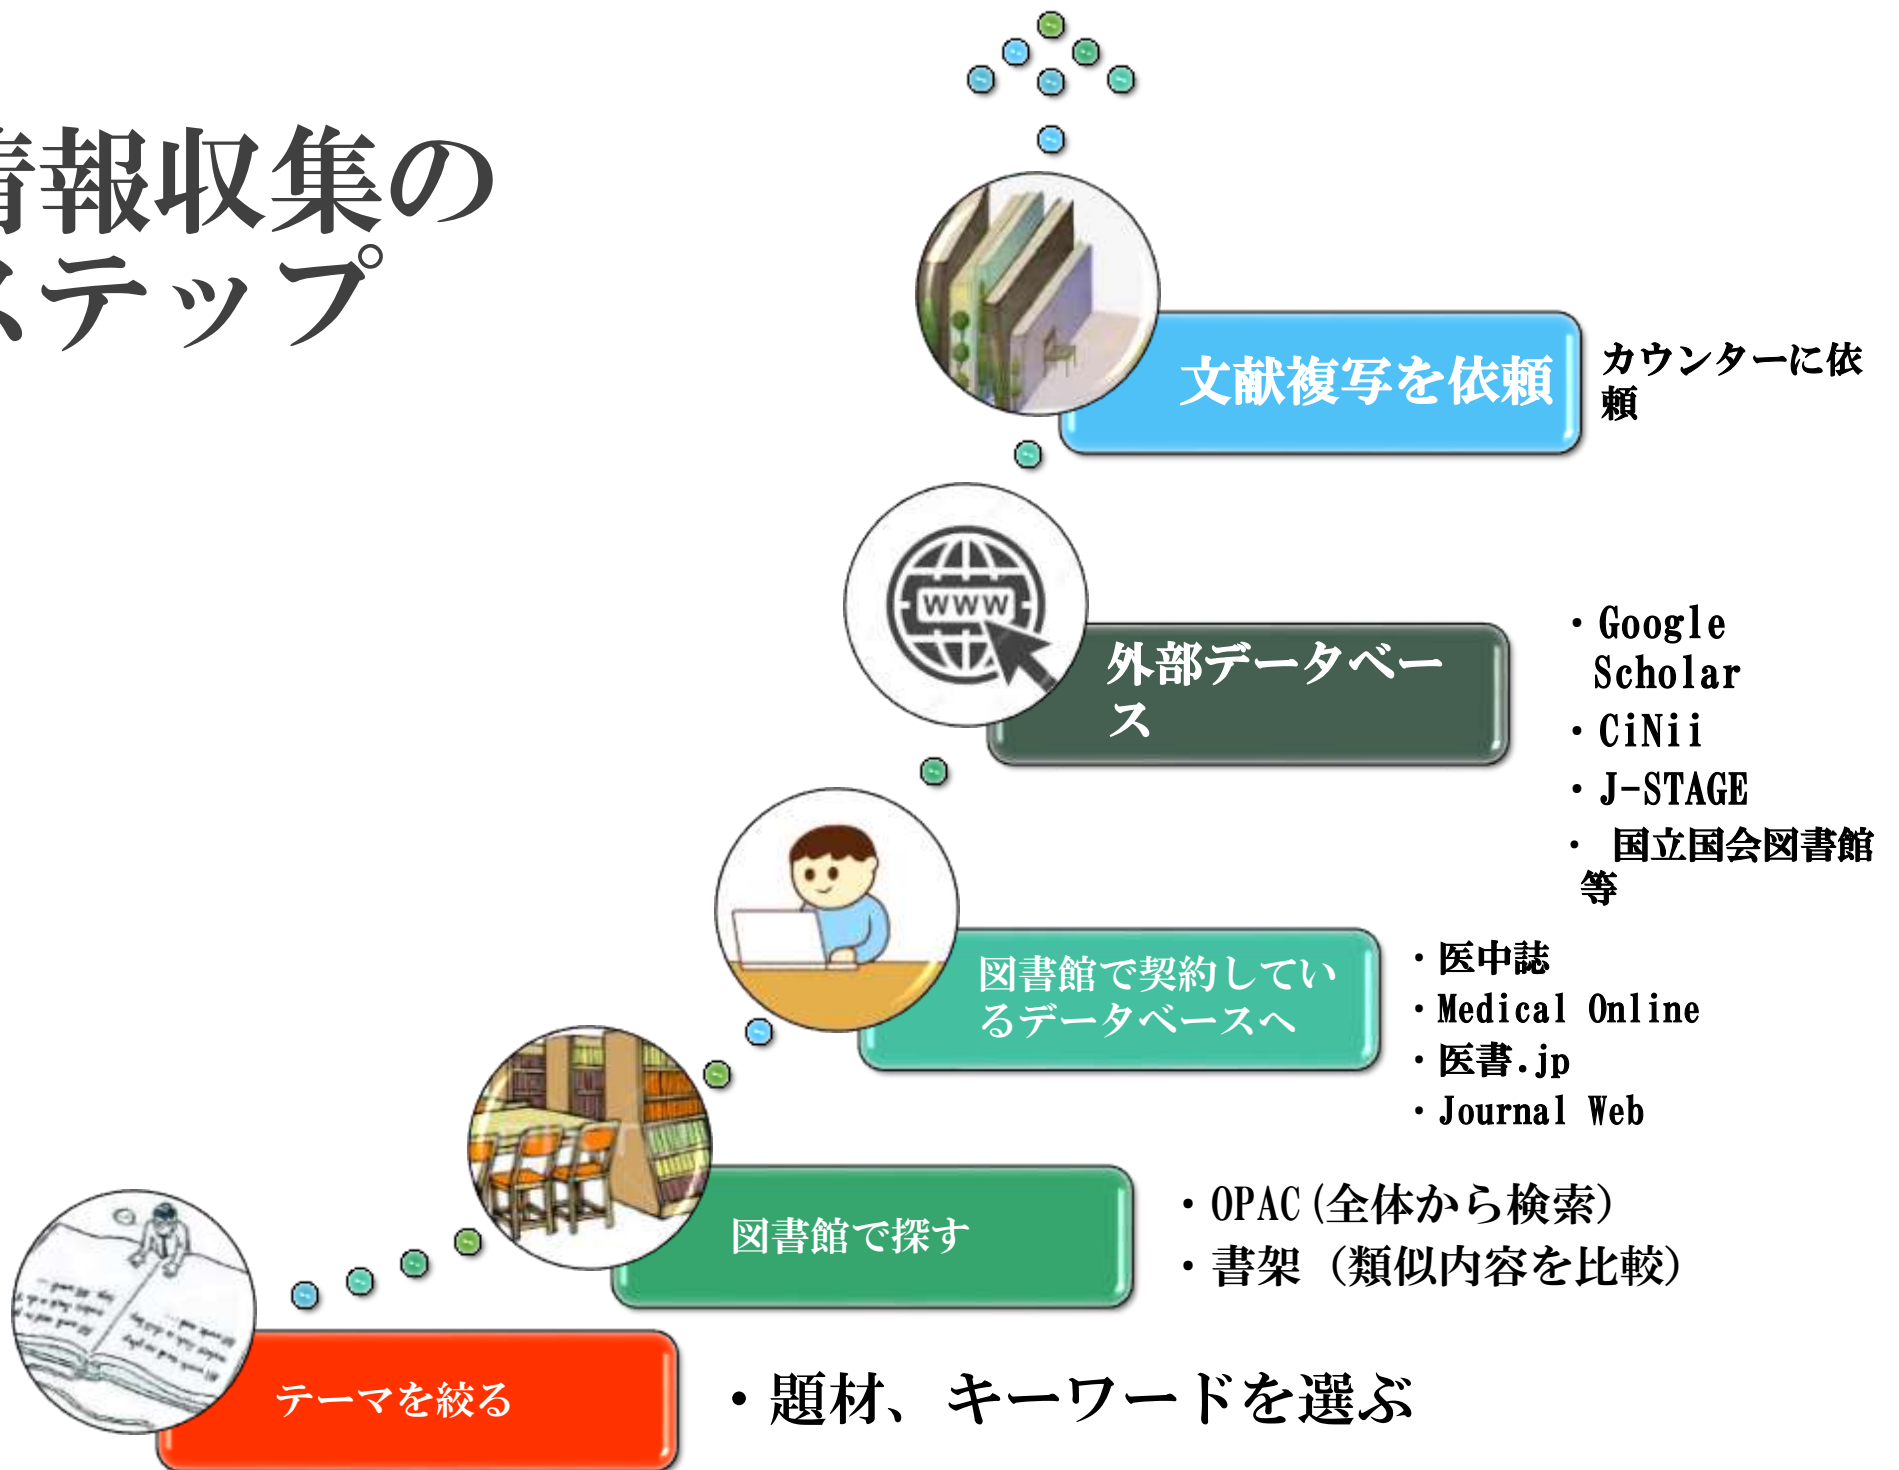 情報収集の
ステップ
文献複写を依頼
カウンターに依
頼
www
外部データベー
ス
・Google
Scholar
・CiNii
・J-STAGE
・ 国立国会図書館
等
図書館で契約してい
るデータベースへ
・医中誌
・Medical Online
・医書.jp
・Journal Web
図書館で探す
・OPAC(全体から検索)
・書架（類似内容を比較）
テーマを絞る
・題材、キーワードを選ぶ